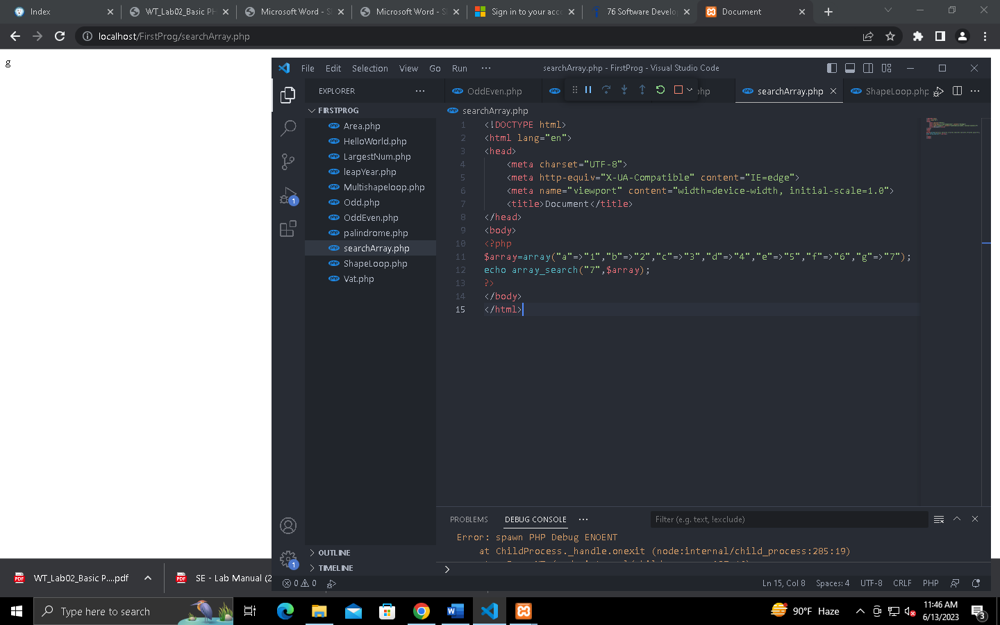 Index
WT_Lab02_Basic PH
Microsoft Word - S
Microsoft Word - S
Sign in to your acco
76 Software Develo
Document
localhost/FirstProg/searchArray.php
g
File Edit Selection View Go Run ···
searchArray.php - FirstProg - Visual Studio Code
EXPLORER
OddEven.php
php
searchArray.php
ShapeLoop.php
FIRSTPROG
searchArray.php
Area.php
HelloWorld.php
LargestNum.php
leapYear.php
Multishapeloop.php
Odd.php
OddEven.php
palindrome.php
searchArray.php
ShapeLoop.php
Vat.php
1
1
1 <!DOCTYPE html>
2 <html lang="en">
3 <head>
4 <meta charset="UTF-8">
5 <meta http-equiv="X-UA-Compatible" content="IE=edge">
6 <meta name="viewport" content="width=device-width, initial-scale=1.0">
7 <title>Document</title>
8 </head>
9 <body>
10 <?php
11 $array=array("a"=>"1","b"=>"2","c"=>"3","d"=>"4","e"=>"5","f"=>"6","g"=>"7");
12 echo array_search("7",$array);
13 ?>
14 </body>
15 </html>
PROBLEMS DEBUG CONSOLE ···
Filter (e.g. text, !exclude)
Error: spawn PHP Debug ENOENT
at ChildProcess._handle.onexit (node:internal/child_process:285:19)
OUTLINE
TIMELINE
0 0
Ln 15, Col 8 Spaces: 4 UTF-8 CRLF PHP
WT_Lab02_Basic P....pdf
SE - Lab Manual (2
Type here to search
90°F Haze
11:46 AM
6/13/2023
3